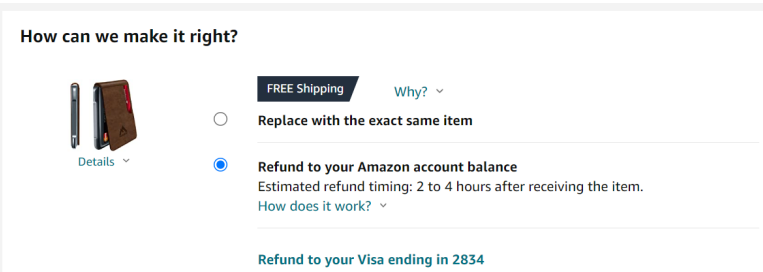 How can we make it right?
FREE Shipping
Why?
Replace with the exact same item
Details
Refund to your Amazon account balance
Estimated refund timing: 2 to 4 hours after receiving the item.
How does it work?
Refund to your Visa ending in 2834